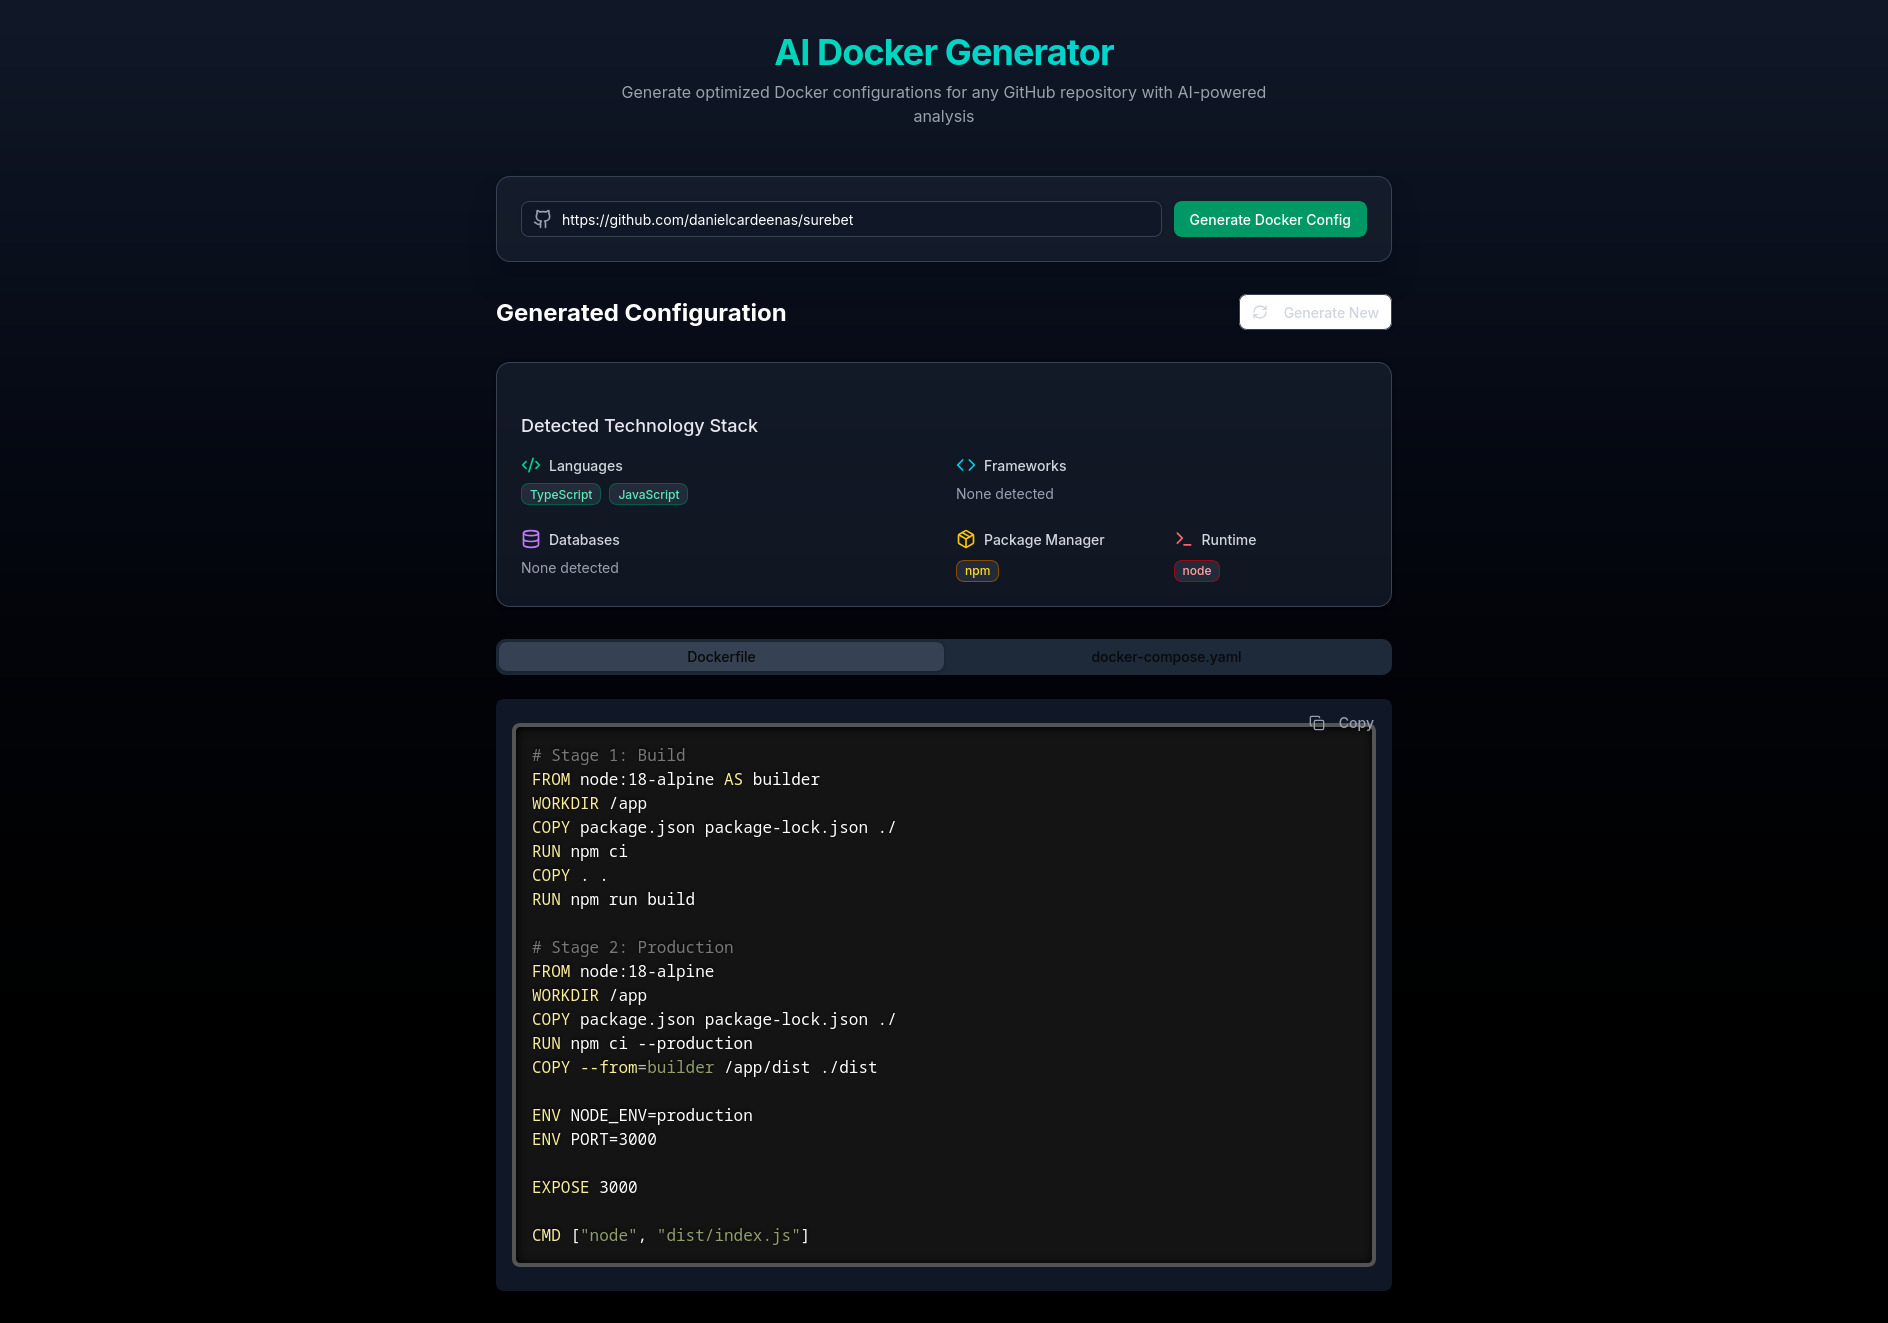 AI Docker Generator
Generate optimized Docker configurations for any GitHub repository with AI-powered
analysis
https://github.com/danielcardeenas/surebet
Generate Docker Config
Generated Configuration
Generate New
Detected Technology Stack
Languages
TypeScript JavaScript
Frameworks
None detected
Databases
None detected
Package Manager
npm
Runtime
node
Dockerfile
docker-compose.yaml
Copy
# Stage 1: Build
FROM node:18-alpine AS builder
WORKDIR /app
COPY package.json package-lock.json ./
RUN npm ci
COPY . .
RUN npm run build
# Stage 2: Production
FROM node:18-alpine
WORKDIR /app
COPY package.json package-lock.json ./
RUN npm ci --production
COPY --from=builder /app/dist ./dist
ENV NODE_ENV=production
ENV PORT=3000
EXPOSE 3000
CMD ["node", "dist/index.js"]